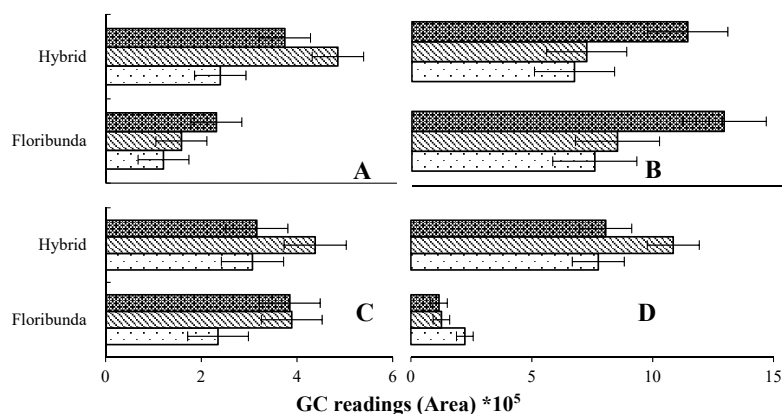 Hybrid
Floribunda
A
B
Hybrid
Floribunda
C
D
0 2 4 6
0 5 10 15
GC readings (Area) *10⁵